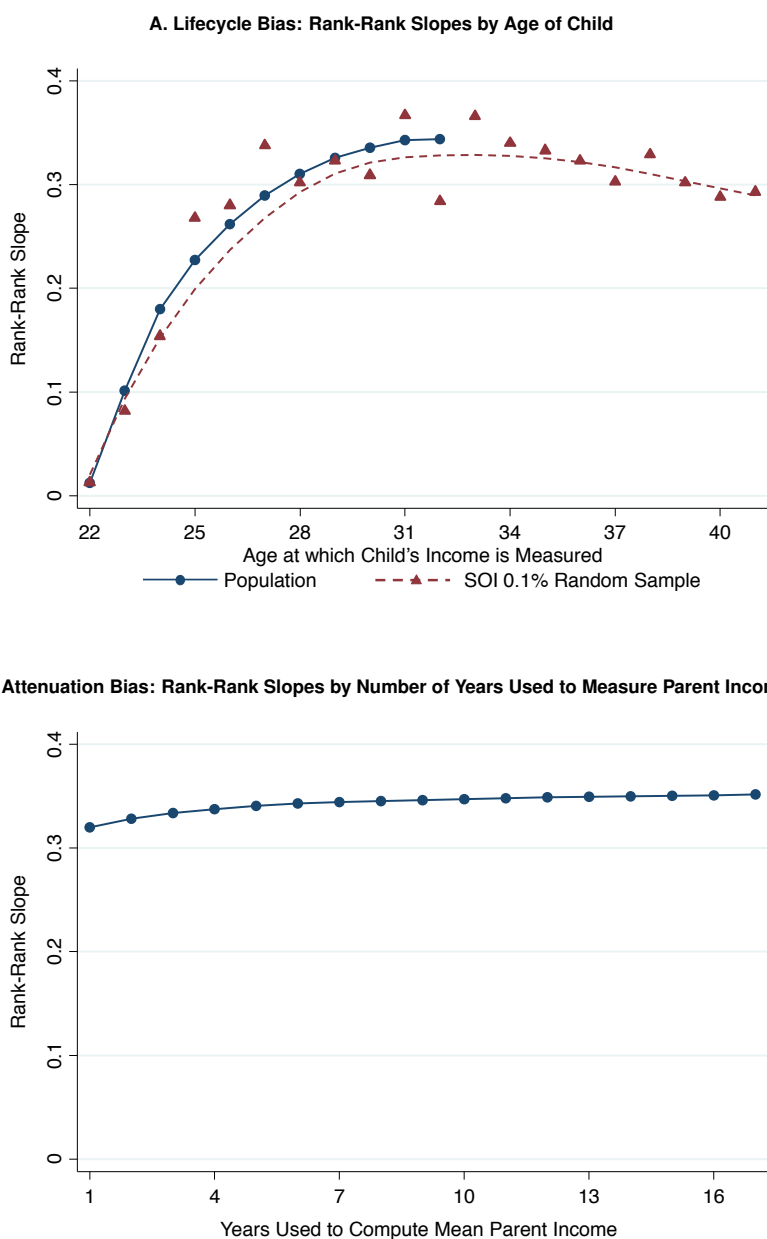 A. Lifecycle Bias: Rank-Rank Slopes by Age of Child
Rank-Rank Slope
0.4
0.3
0.2
0.1
0
22 25 28 31 34 37 40
Age at which Child's Income is Measured
Population SOI 0.1% Random Sample
Attenuation Bias: Rank-Rank Slopes by Number of Years Used to Measure Parent Incor
Rank-Rank Slope
0.4
0.3
0.2
0.1
0
1 4 7 10 13 16
Years Used to Compute Mean Parent Income